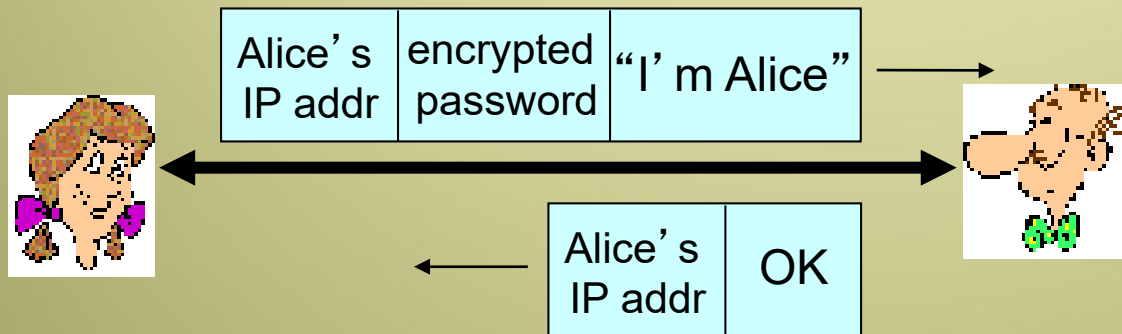 Alice’s
IP addr
encrypted
password
“I’m Alice”
Alice’s
IP addr
OK